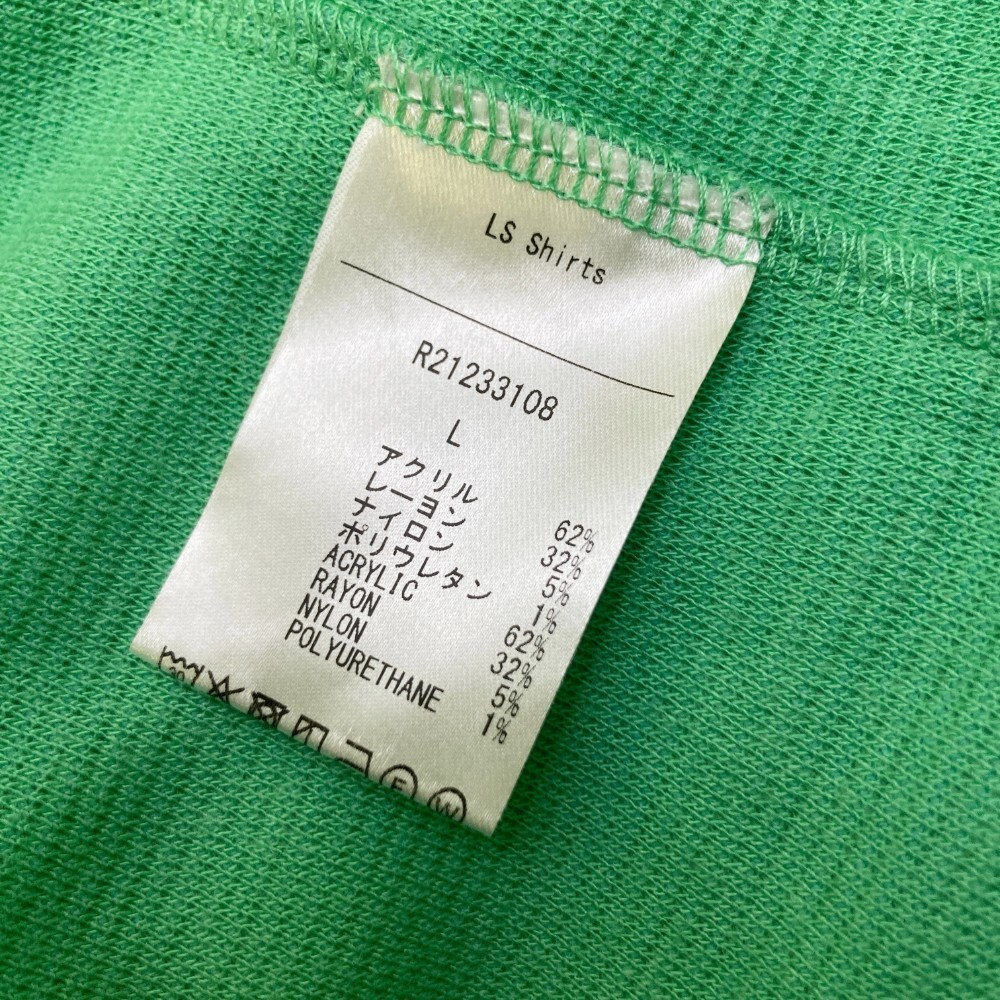 LS Shirts
R21233108
L
アクリル 62%
レーヨン 32%
ナイロン 5%
ポリウレタン 1%
ACRYLIC 62%
RAYON 32%
NYLON 5%
POLYURETHANE 1%
30
F W